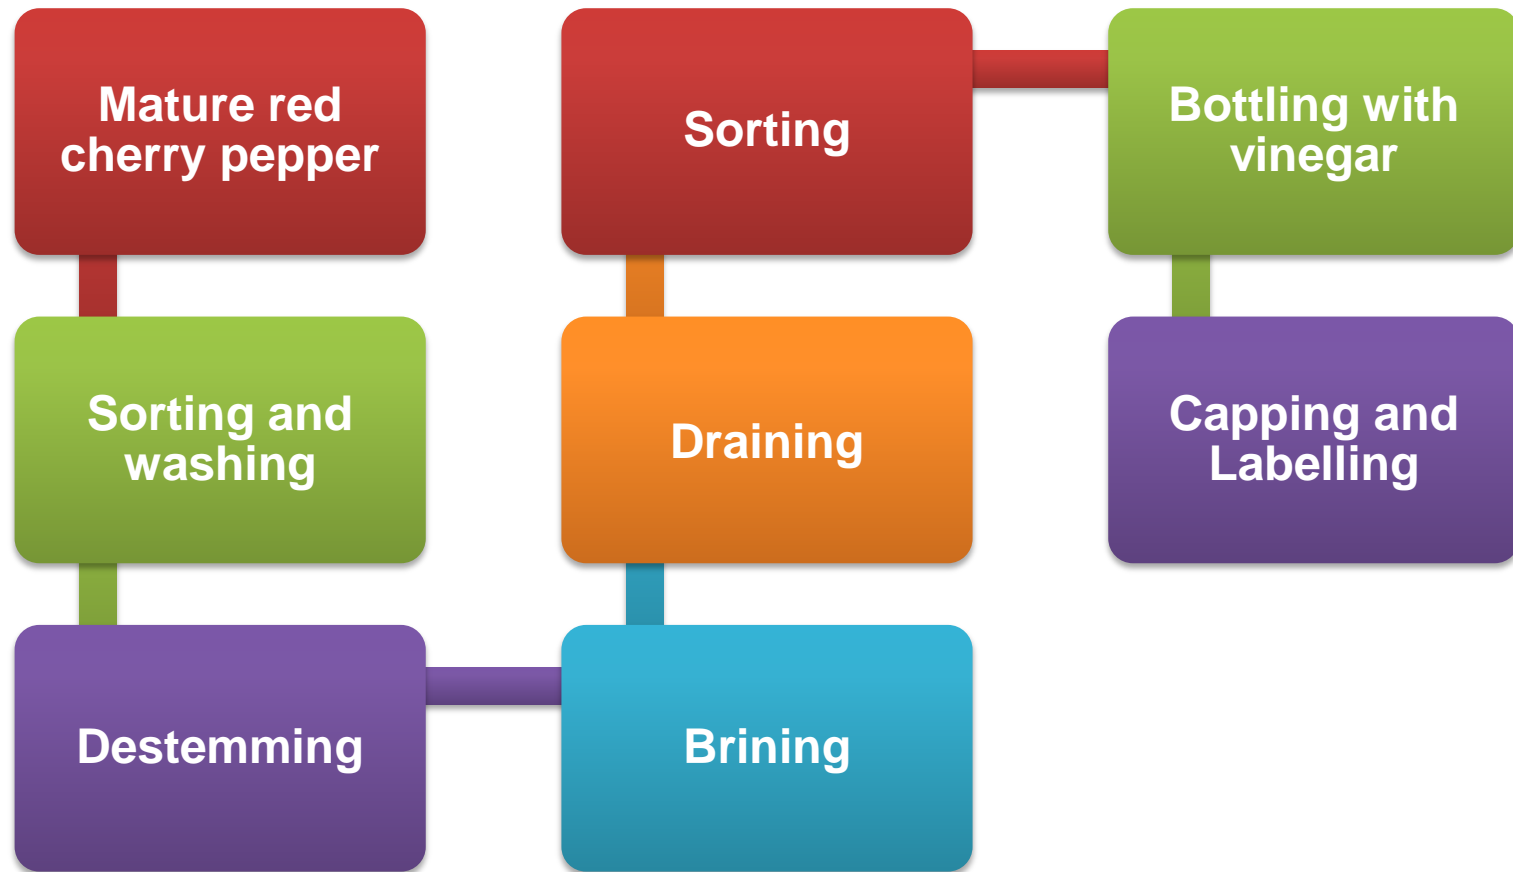 Mature red
cherry pepper
Sorting and
washing
Destemming
Brining
Draining
Sorting
Bottling with
vinegar
Capping and
Labelling